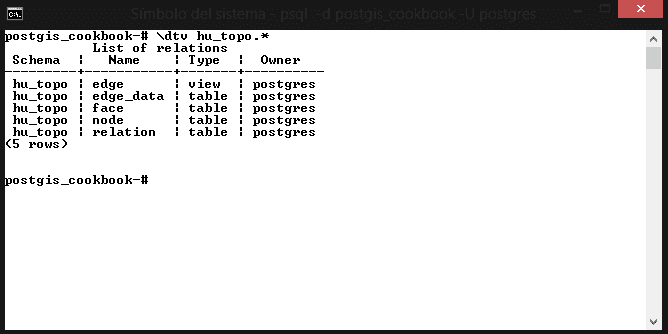 Símbolo del sistema - psql -d postgis_cookbook -U postgres
postgis_cookbook-# \dtv hu_topo.*
List of relations
Schema ¦ Name ¦ Type ¦ Owner
---------+-----------+-------+----------
hu_topo ¦ edge ¦ view ¦ postgres
hu_topo ¦ edge_data ¦ table ¦ postgres
hu_topo ¦ face ¦ table ¦ postgres
hu_topo ¦ node ¦ table ¦ postgres
hu_topo ¦ relation ¦ table ¦ postgres
(5 rows)
postgis_cookbook-#